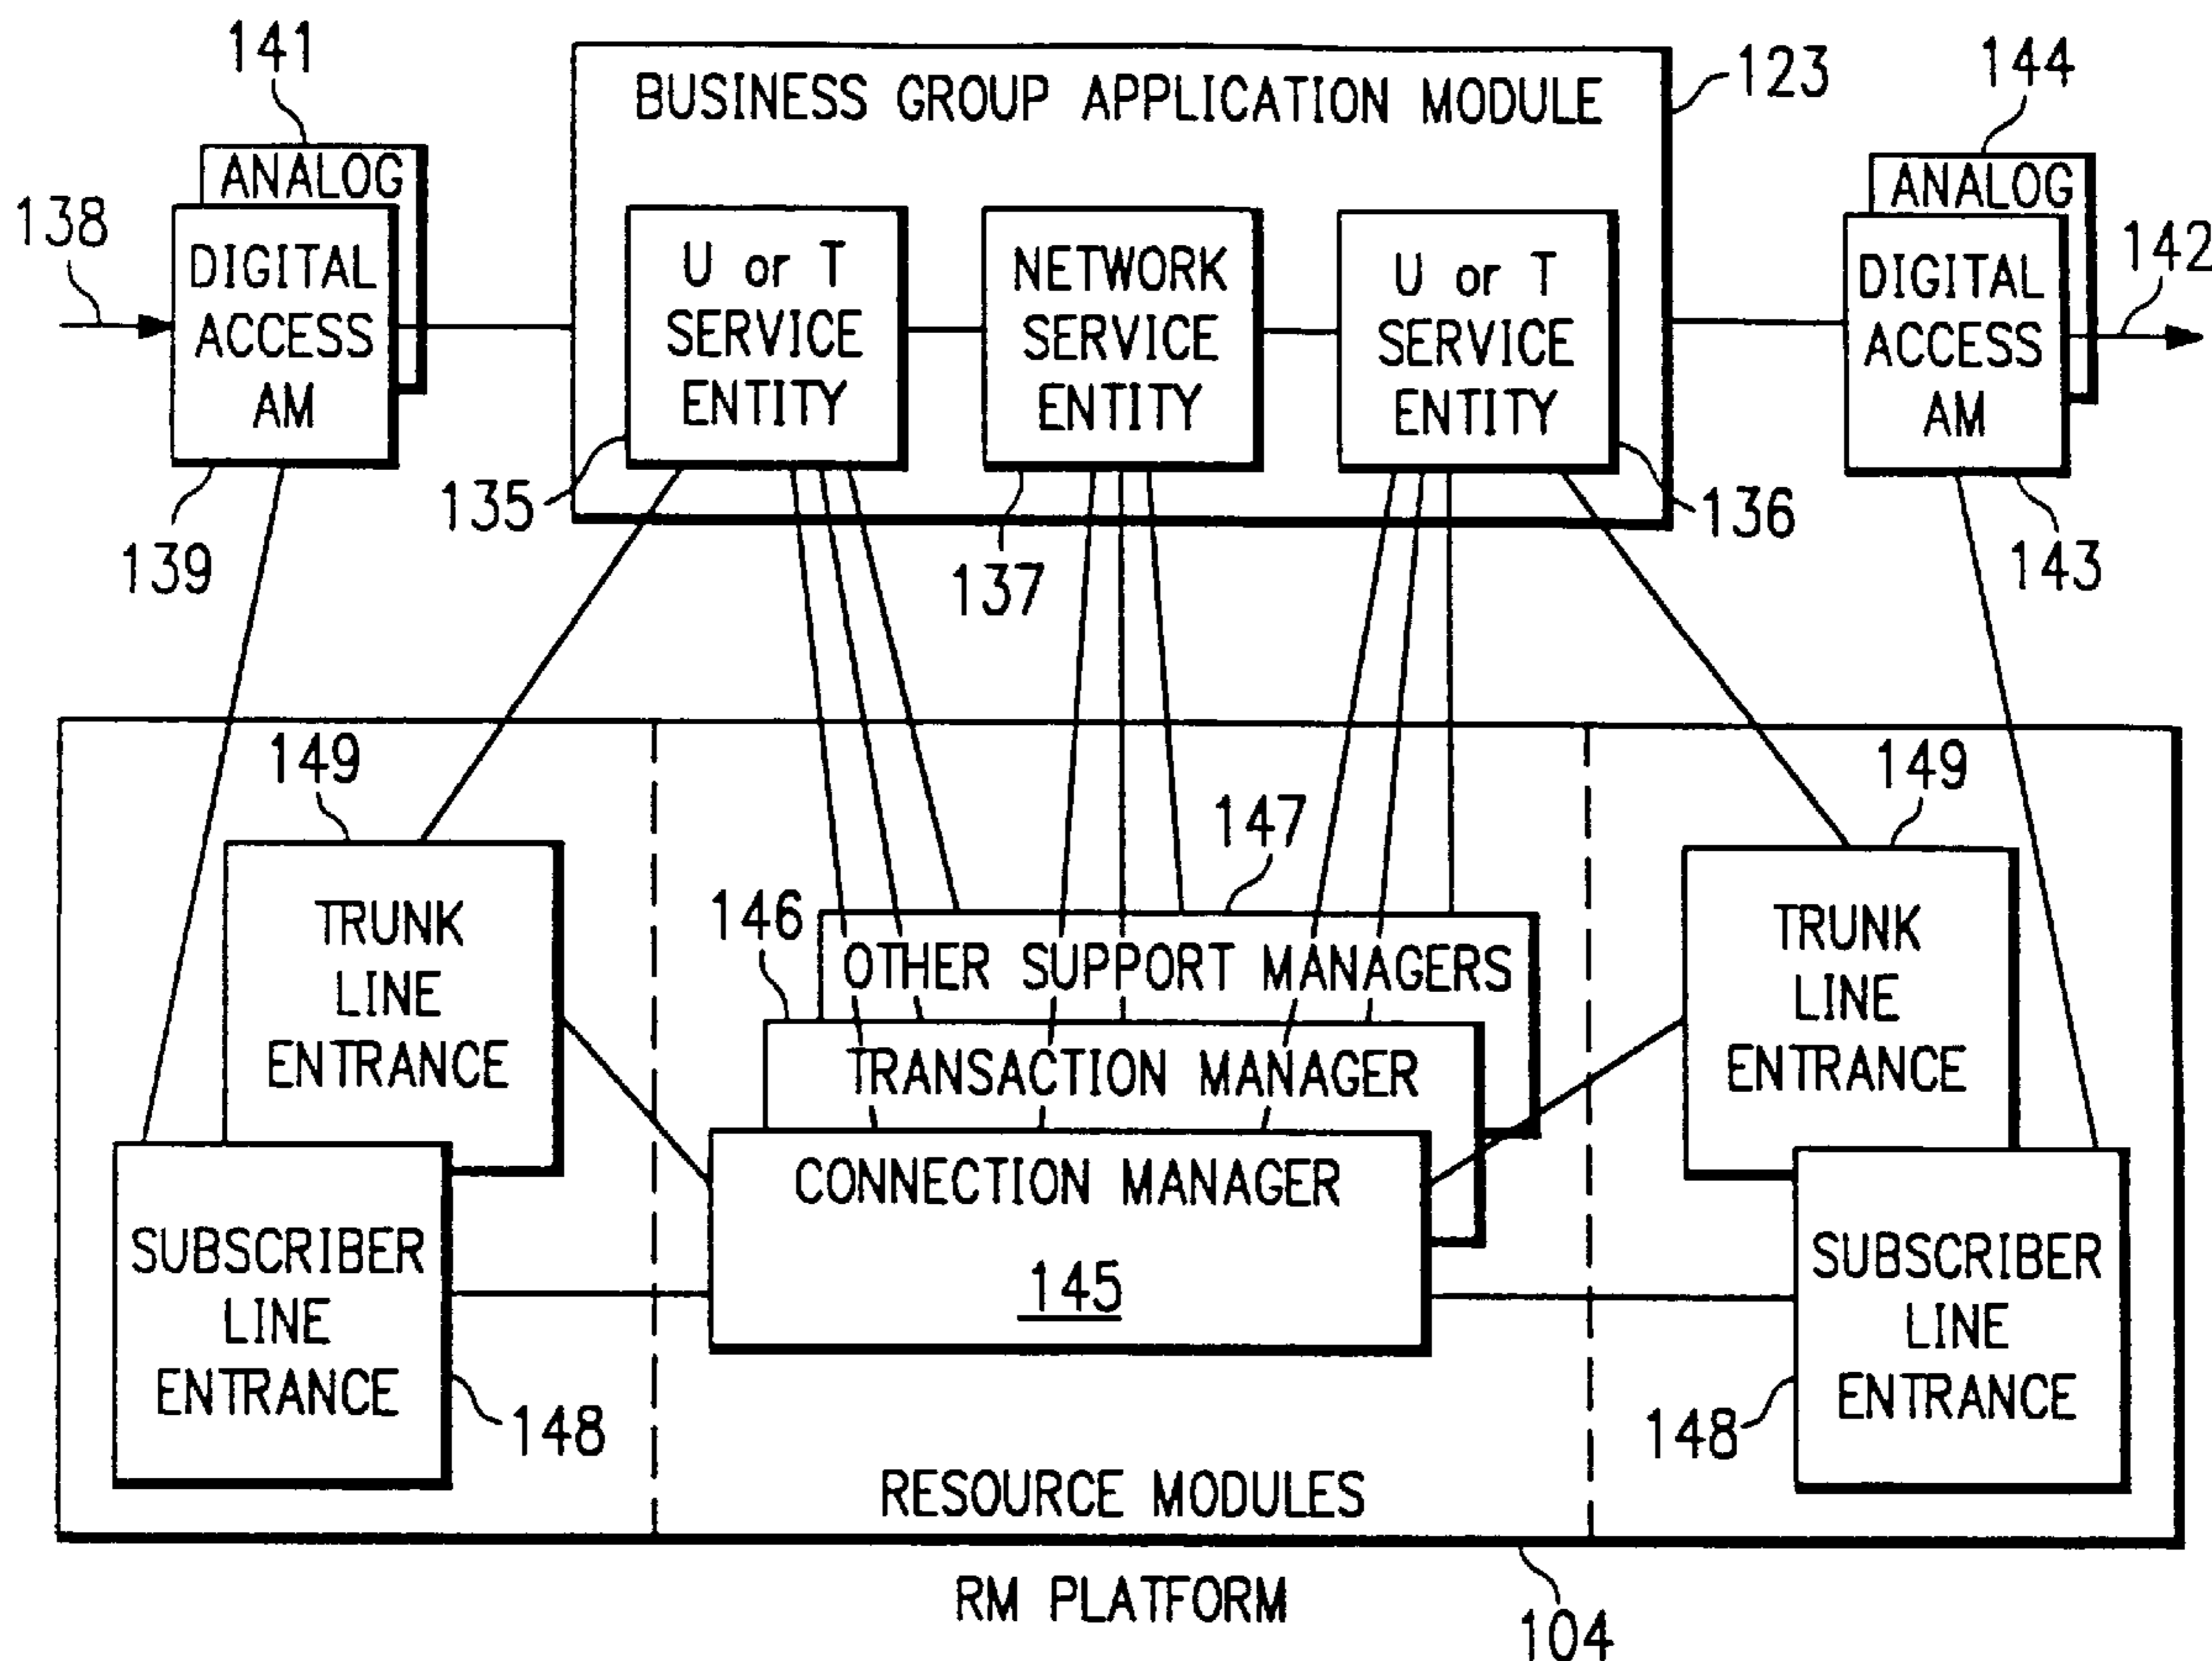 141
BUSINESS GROUP APPLICATION MODULE
123
144
ANALOG
ANALOG
138
DIGITAL
ACCESS
AM
U or T
SERVICE
ENTITY
NETWORK
SERVICE
ENTITY
U or T
SERVICE
ENTITY
DIGITAL
ACCESS
AM
142
135
137
136
139
143
149
149
147
146
TRUNK
LINE
ENTRANCE
OTHER SUPPORT MANAGERS
TRANSACTION MANAGER
CONNECTION MANAGER
145
TRUNK
LINE
ENTRANCE
SUBSCRIBER
LINE
ENTRANCE
148
SUBSCRIBER
LINE
ENTRANCE
148
RESOURCE MODULES
RM PLATFORM
104